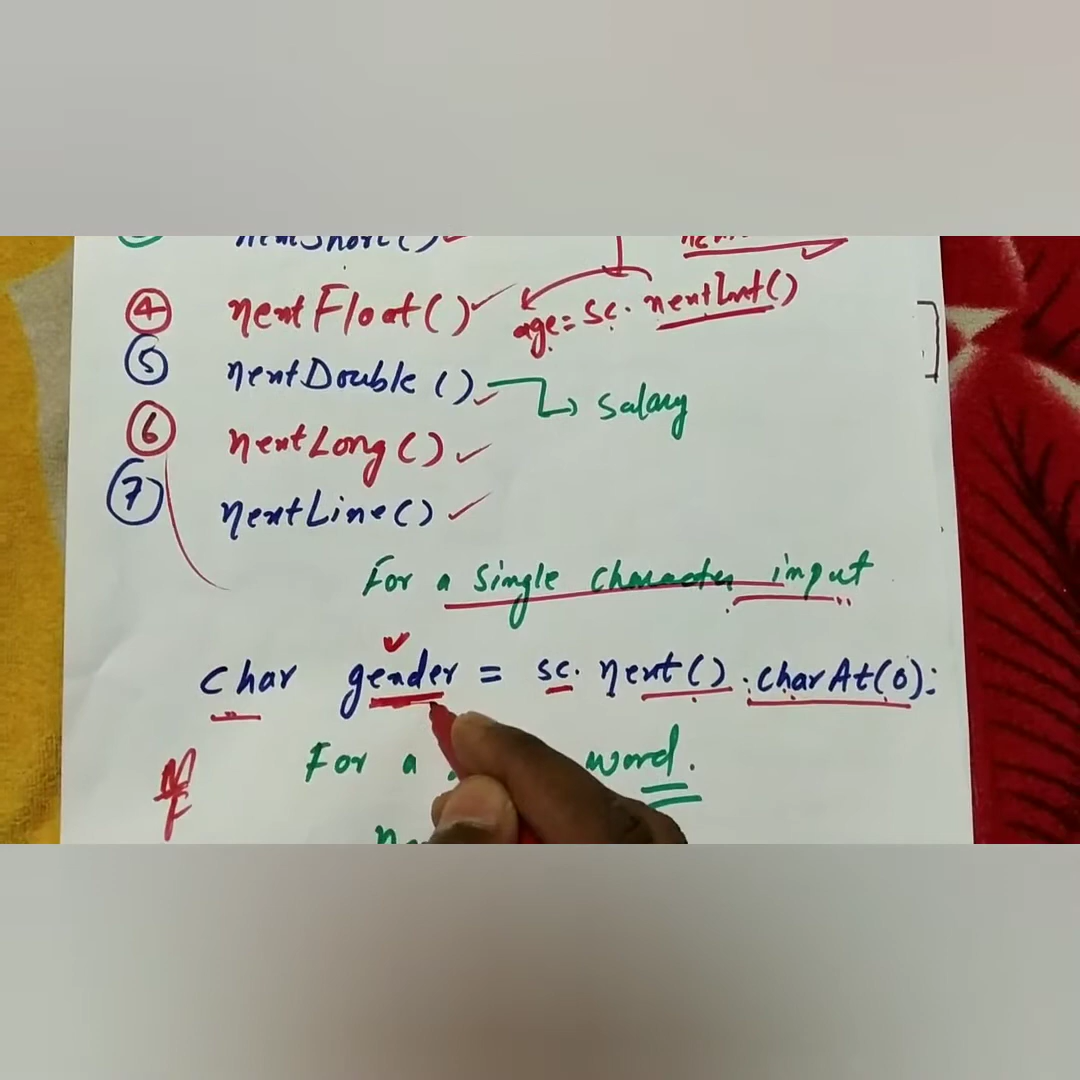 nextShort()
④ nextFloat() age = sc. nextInt()
⑤ nextDouble() salary
⑥ nextLong()
⑦ nextLine()
For a single character input
char gender = sc. next() . charAt(0):
M For a word.
F